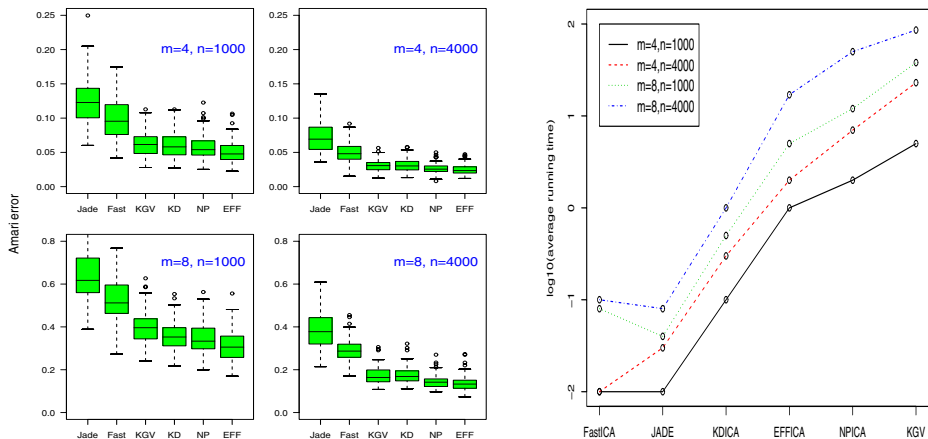 Amari error
m=4, n=1000
0.25
0.20
0.15
0.10
0.05
0.00
Jade Fast KGV KD NP EFF
m=4, n=4000
0.25
0.20
0.15
0.10
0.05
0.00
Jade Fast KGV KD NP EFF
m=8, n=1000
0.8
0.6
0.4
0.2
0.0
Jade Fast KGV KD NP EFF
m=8, n=4000
0.8
0.6
0.4
0.2
0.0
Jade Fast KGV KD NP EFF
log10(average running time)
2
1
0
−1
−2
m=4,n=1000
m=4,n=4000
m=8,n=1000
m=8,n=4000
FastICA JADE KDICA EFFICA NPICA KGV